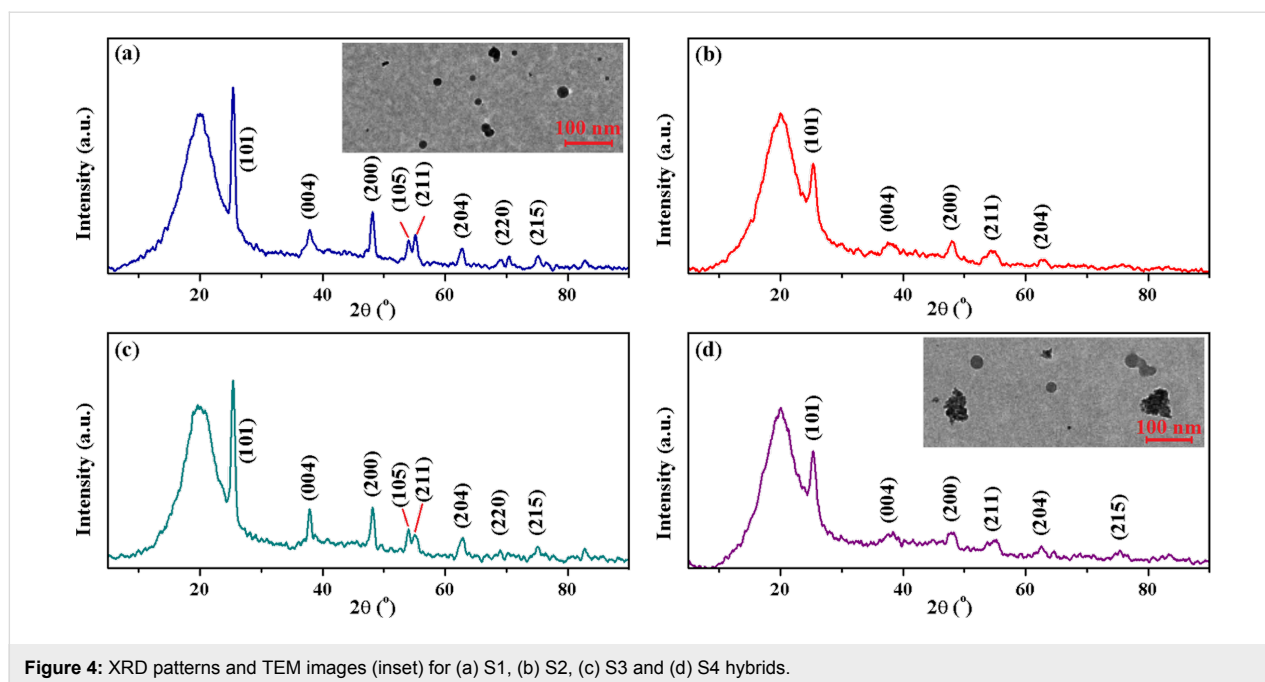 (a)
Intensity (a.u.)
(101)
(004)
(200)
(105)
(211)
(204)
(220)
(215)
100 nm
20 40 60 80
2θ (°)
(b)
Intensity (a.u.)
(101)
(004)
(200)
(211)
(204)
20 40 60 80
2θ (°)
(c)
Intensity (a.u.)
(101)
(004)
(200)
(105)
(211)
(204)
(220)
(215)
20 40 60 80
2θ (°)
(d)
Intensity (a.u.)
(101)
(004)
(200)
(211)
(204)
(215)
100 nm
20 40 60 80
2θ (°)
Figure 4: XRD patterns and TEM images (inset) for (a) S1, (b) S2, (c) S3 and (d) S4 hybrids.